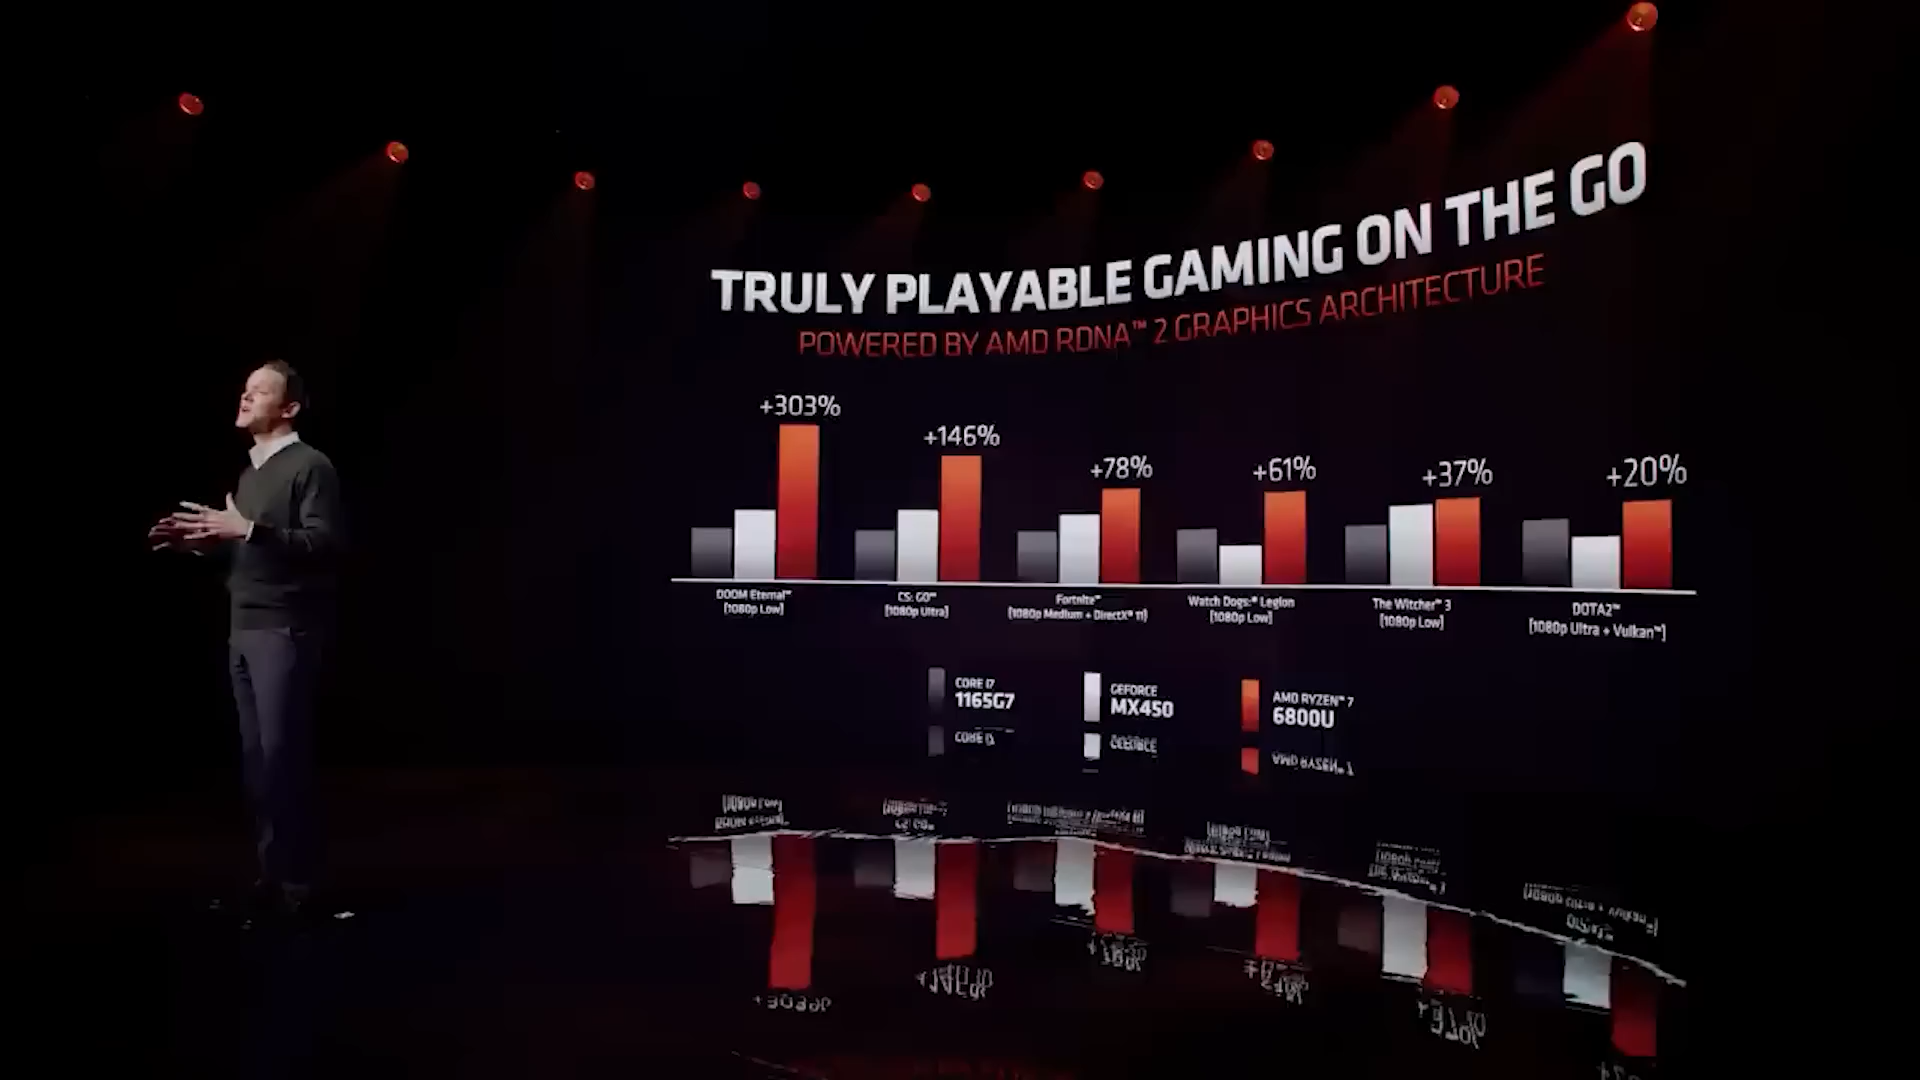 TRULY PLAYABLE GAMING ON THE GO
POWERED BY AMD RDNA™ 2 GRAPHICS ARCHITECTURE
+303%
+146%
+78%
+61%
+37%
+20%
DOOM Eternal™
[1080p Low]
CS: GO™
[1080p Ultra]
Fortnite™
[1080p Medium + DirectX® 11]
Watch Dogs:® Legion
[1080p Low]
The Witcher™ 3
[1080p Low]
DOTA2™
[1080p Ultra + Vulkan™]
CORE i7
1165G7
GEFORCE
MX450
AMD RYZEN™ 7
6800U